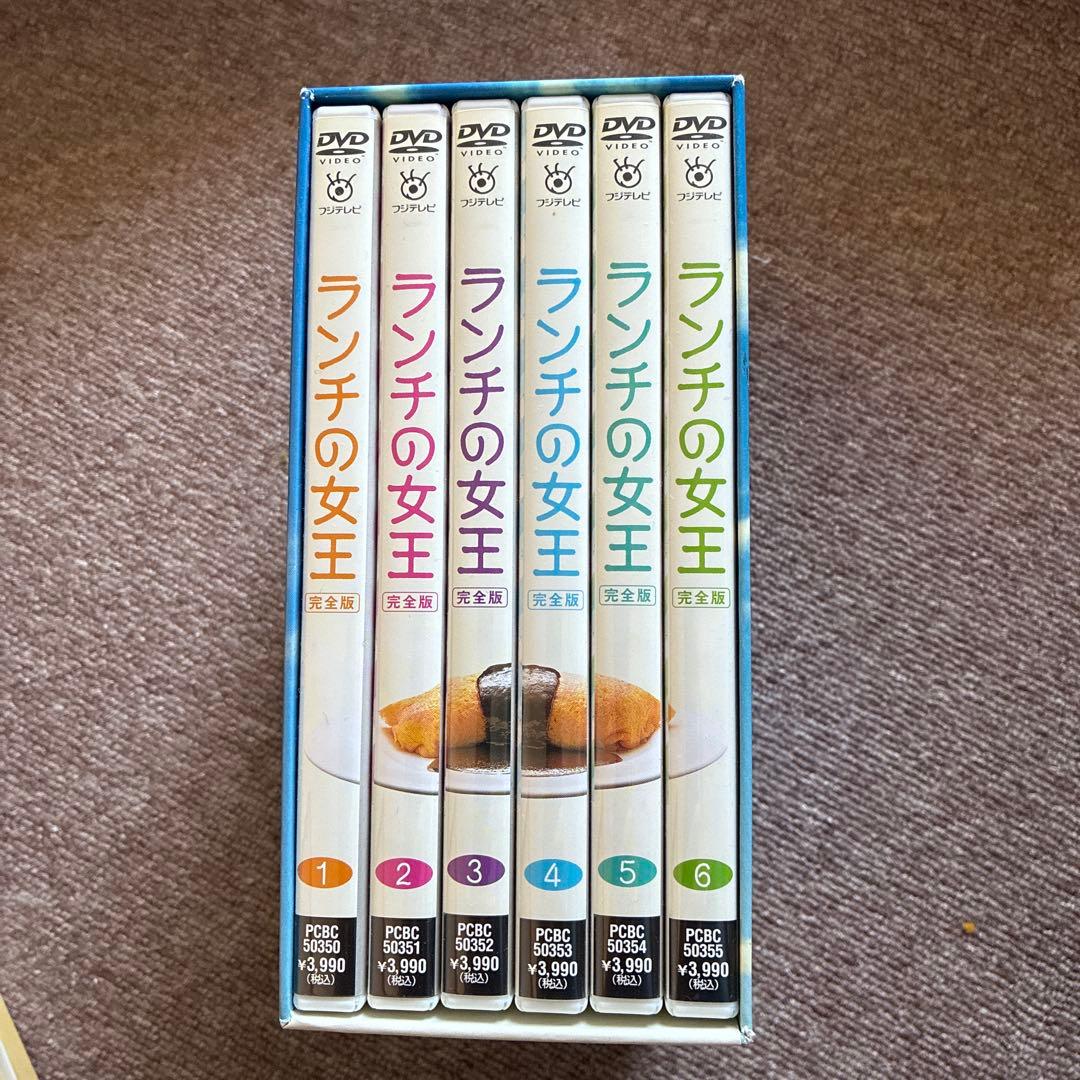 DVD
VIDEO™
フジテレビ
ランチの女王
完全版
1
PCBC
50350
¥3,990
(税込)
DVD
VIDEO™
フジテレビ
ランチの女王
完全版
2
PCBC
50351
¥3,990
(税込)
DVD
VIDEO™
フジテレビ
ランチの女王
完全版
3
PCBC
50352
¥3,990
(税込)
DVD
VIDEO™
フジテレビ
ランチの女王
完全版
4
PCBC
50353
¥3,990
(税込)
DVD
VIDEO™
フジテレビ
ランチの女王
完全版
5
PCBC
50354
¥3,990
(税込)
DVD
VIDEO™
フジテレビ
ランチの女王
完全版
6
PCBC
50355
¥3,990
(税込)